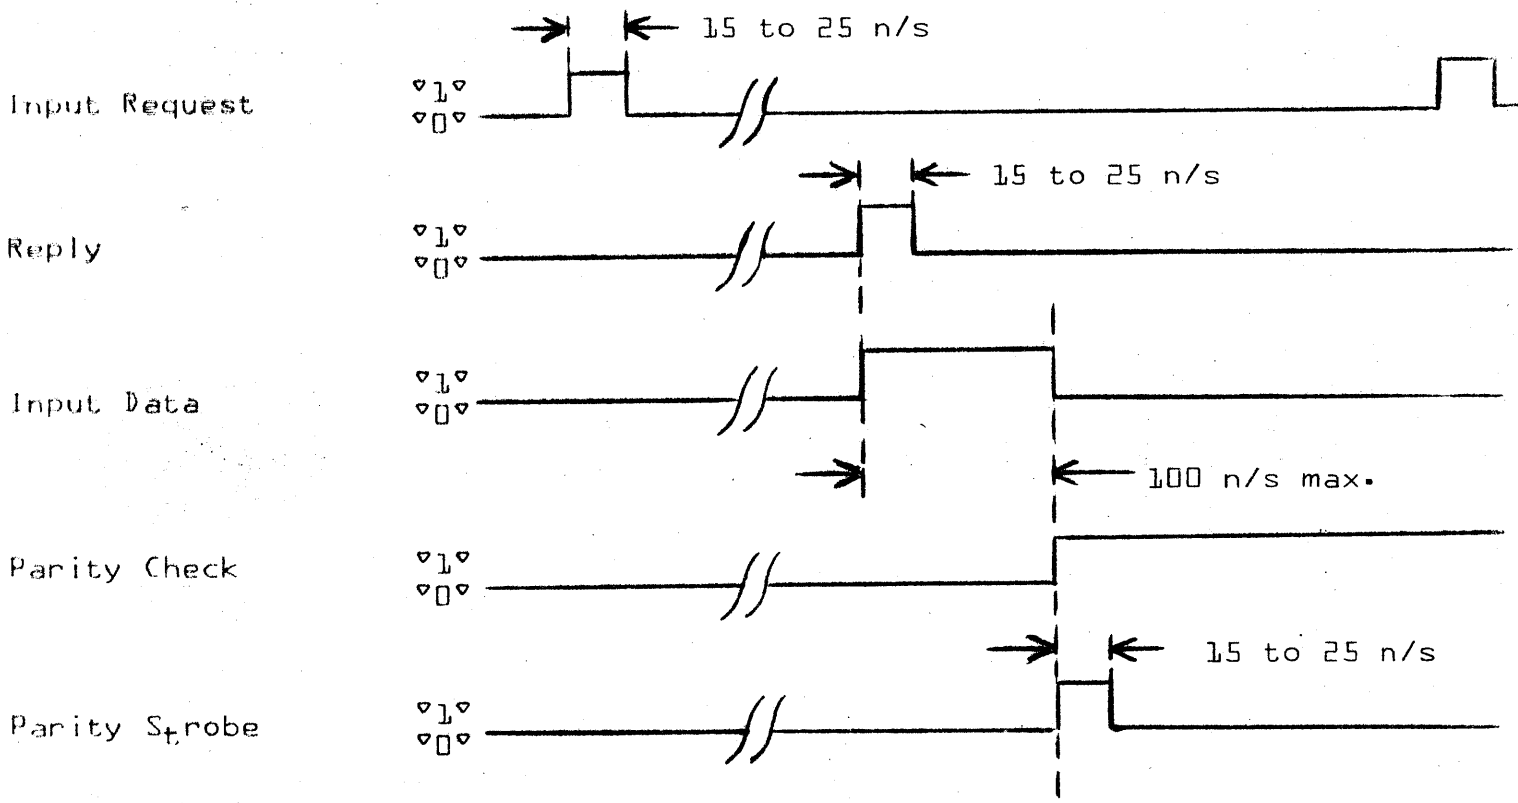 15 to 25 n/s
Input Request
"1"
"0"
15 to 25 n/s
Reply
"1"
"0"
Input Data
"1"
"0"
100 n/s max.
Parity Check
"1"
"0"
15 to 25 n/s
Parity Strobe
"1"
"0"